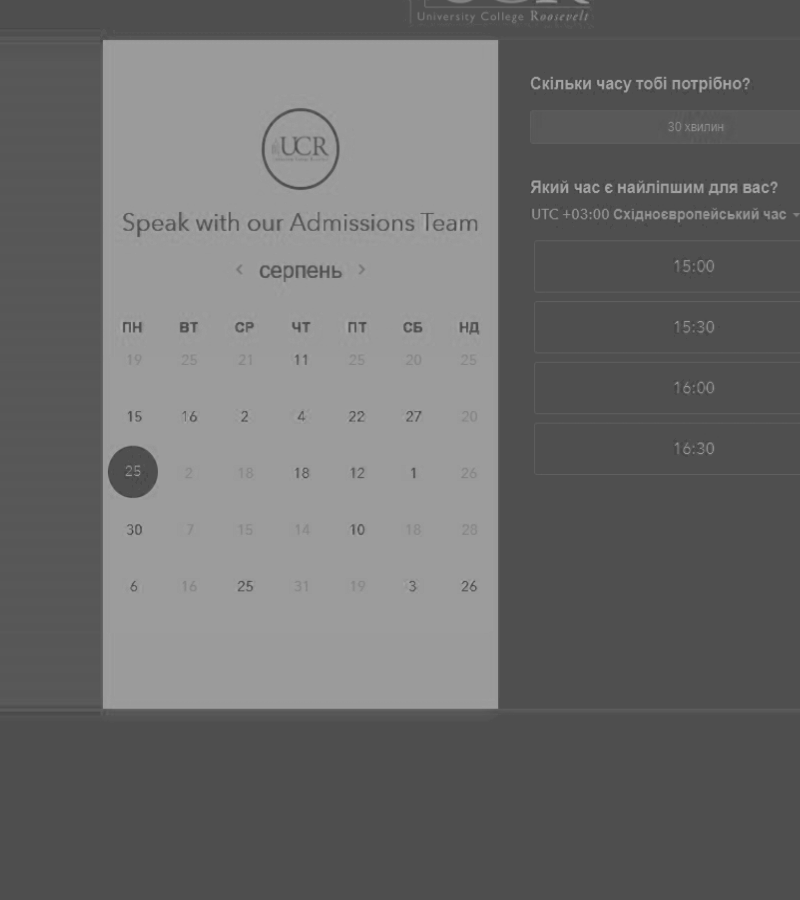 University College Roosevelt
UCR
Speak with our Admissions Team
< серпень >
ПН ВТ СР ЧТ ПТ СБ НД
19 25 21 11 25 20 25
15 16 2 4 22 27 20
25 2 18 18 12 1 26
30 7 15 14 10 18 28
6 16 25 31 19 3 26
Скільки часу тобі потрібно?
30 хвилин
Який час є найліпшим для вас?
UTC +03:00 Східноєвропейський час
15:00
15:30
16:00
16:30